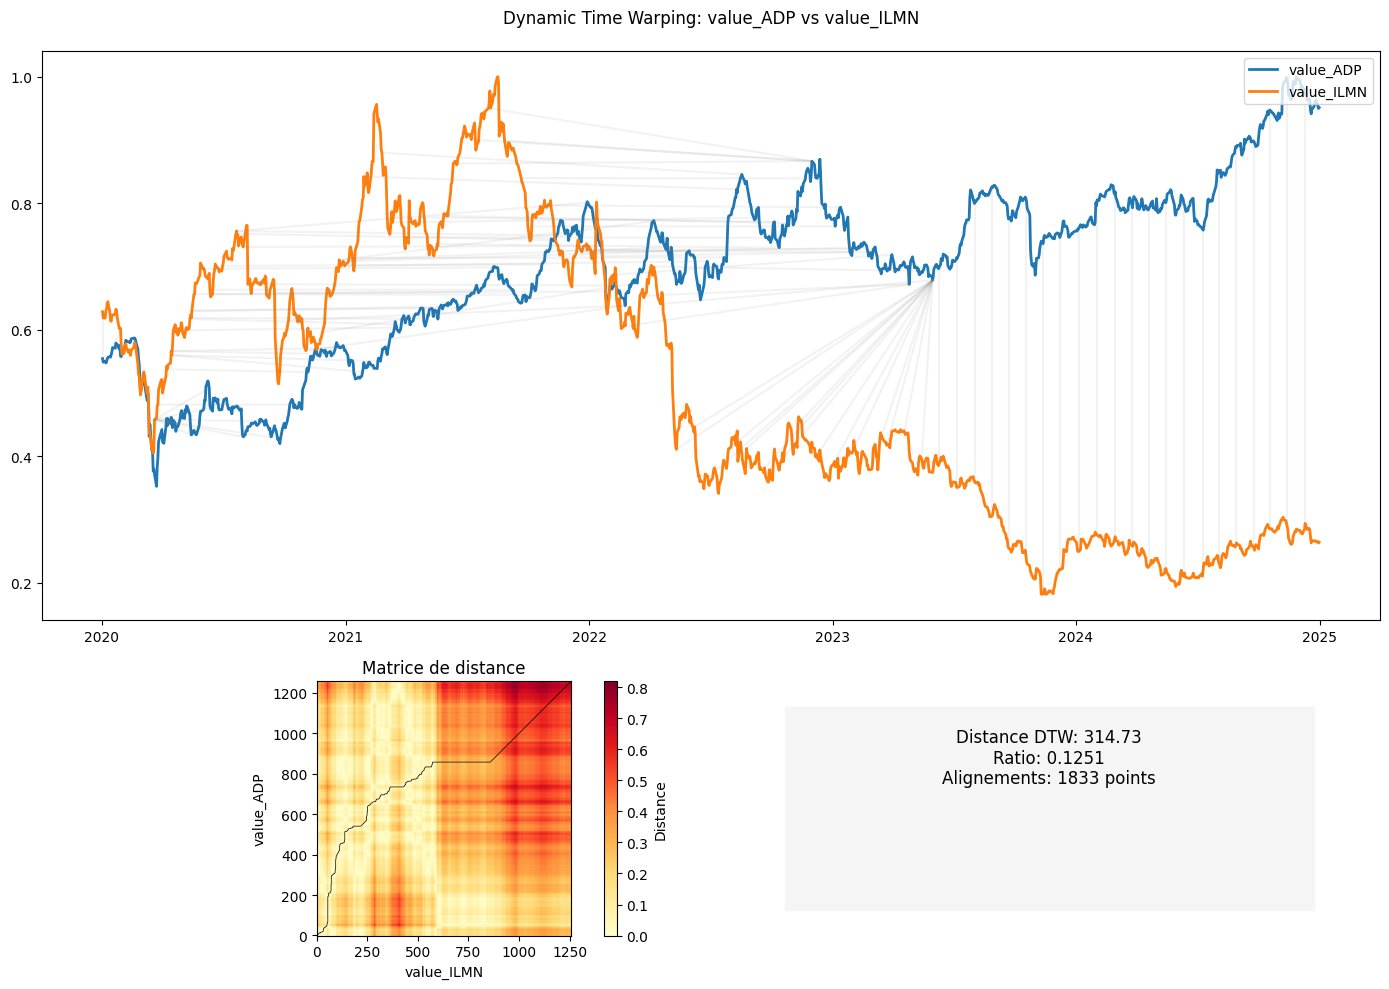 Dynamic Time Warping: value_ADP vs value_ILMN
value_ADP
value_ILMN
1.0
0.8
0.6
0.4
0.2
2020 2021 2022 2023 2024 2025
Matrice de distance
value_ADP
1200
1000
800
600
400
200
0
0 250 500 750 1000 1250
value_ILMN
0.8
0.7
0.6
0.5
0.4
0.3
0.2
0.1
0.0
Distance
Distance DTW: 314.73
Ratio: 0.1251
Alignements: 1833 points